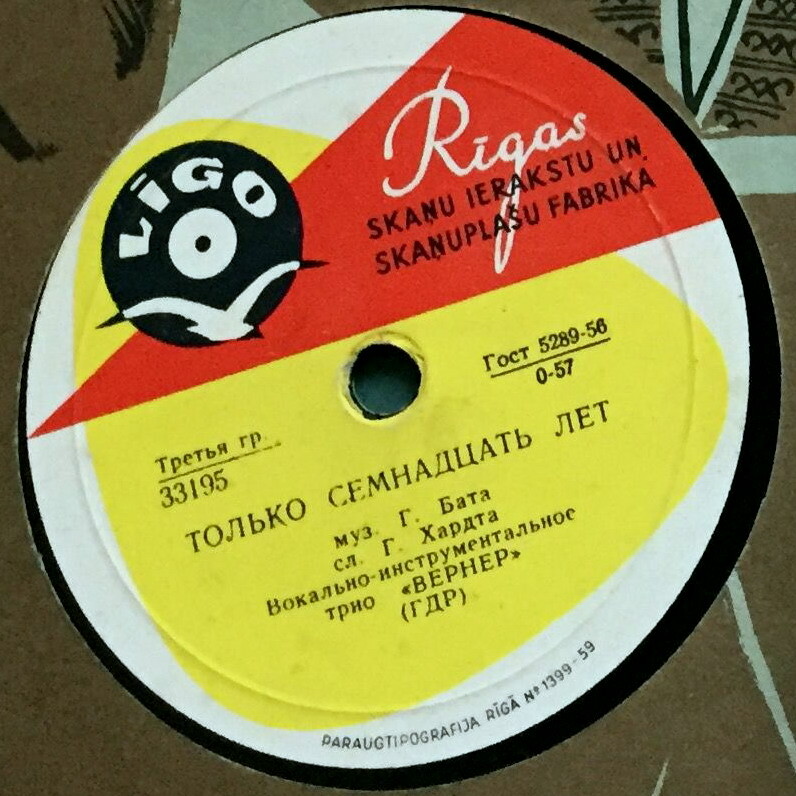 LĪGO
Rīgas
SKAŅU IERAKSTU UN
SKAŅUPLAŠU FABRIKA
Гост 5289-56
0-57
Третья гр.
33195
ТОЛЬКО СЕМНАДЦАТЬ ЛЕТ
муз. Г. Бата
сл. Г. Хардта
Вокально-инструментальное
трио «ВЕРНЕР»
(ГДР)
PARAUGTIPOGRAFIJA RĪGĀ № 1399-59